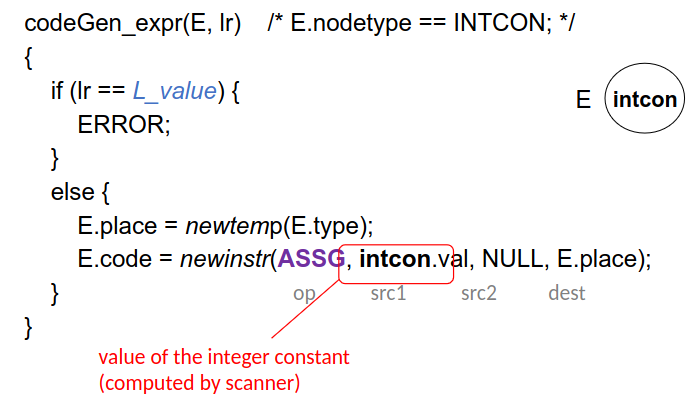 codeGen_expr(E, lr) /* E.nodetype == INTCON; */
{
if (lr == L_value) {
E intcon
ERROR;
}
else {
E.place = newtemp(E.type);
E.code = newinstr(ASSG, intcon.val, NULL, E.place);
} op src1 src2 dest
}
value of the integer constant
(computed by scanner)